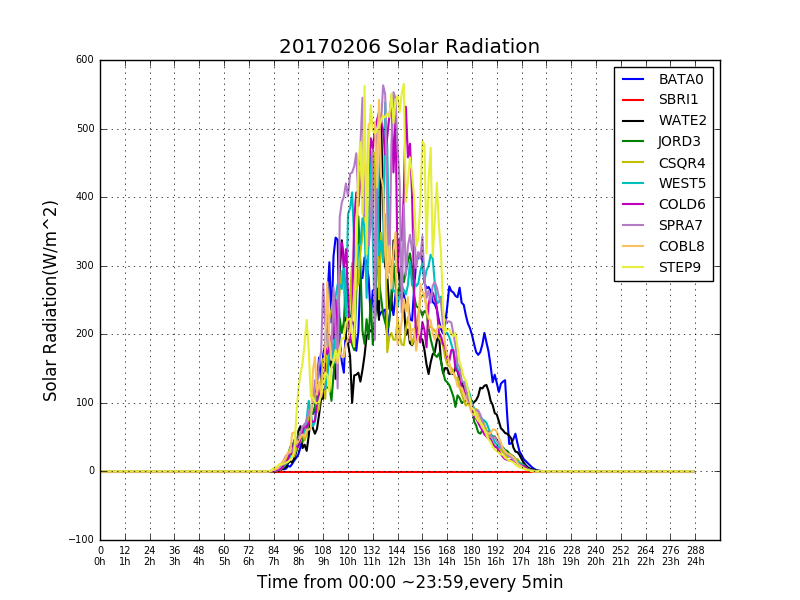 20170206 Solar Radiation
600
500
400
300
200
100
0
−100
Solar Radiation(W/m^2)
BATA0
SBRI1
WATE2
JORD3
CSQR4
WEST5
COLD6
SPRA7
COBL8
STEP9
0 12 24 36 48 60 72 84 96 108 120 132 144 156 168 180 192 204 216 228 240 252 264 276 288
0h 1h 2h 3h 4h 5h 6h 7h 8h 9h 10h 11h 12h 13h 14h 15h 16h 17h 18h 19h 20h 21h 22h 23h 24h
Time from 00:00 ~23:59,every 5min